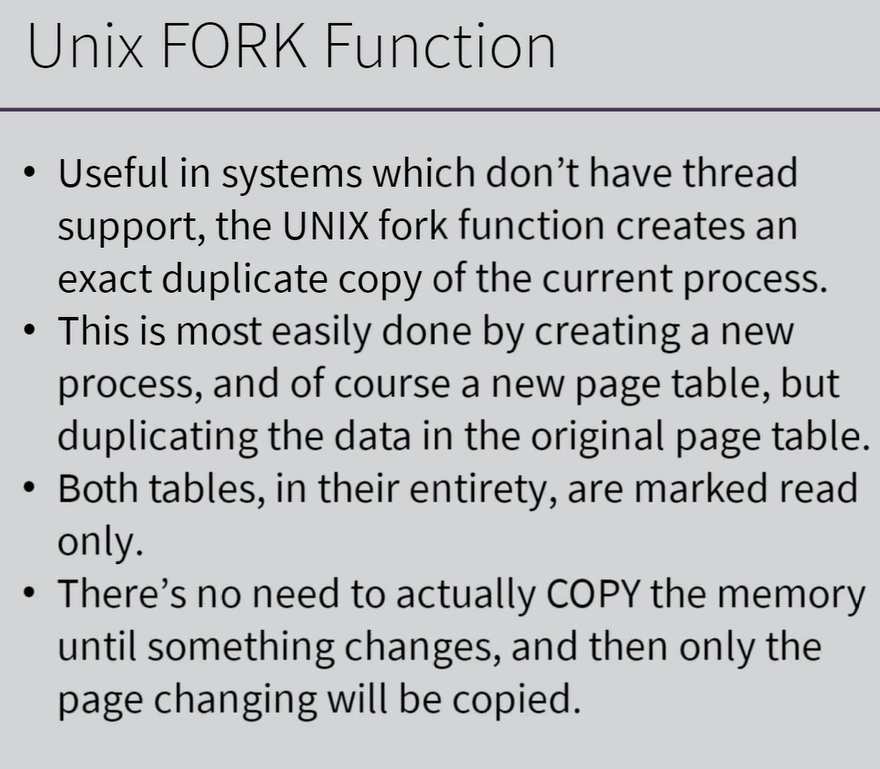 Unix FORK Function
• Useful in systems which don’t have thread
support, the UNIX fork function creates an
exact duplicate copy of the current process.
• This is most easily done by creating a new
process, and of course a new page table, but
duplicating the data in the original page table.
• Both tables, in their entirety, are marked read
only.
• There’s no need to actually COPY the memory
until something changes, and then only the
page changing will be copied.